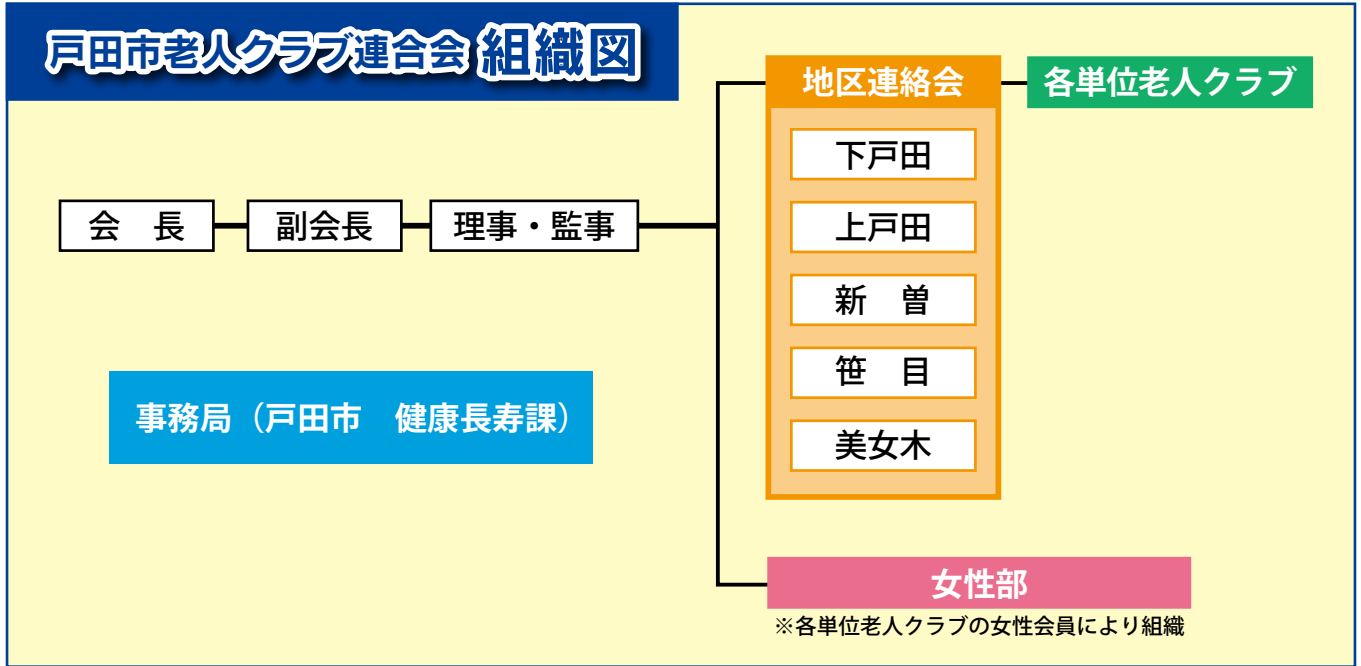 戸田市老人クラブ連合会 組織図
会　長
副会長
理事・監事
事務局（戸田市　健康長寿課）
地区連絡会
下戸田
上戸田
新　曽
笹　目
美女木
各単位老人クラブ
女性部
※各単位老人クラブの女性会員により組織